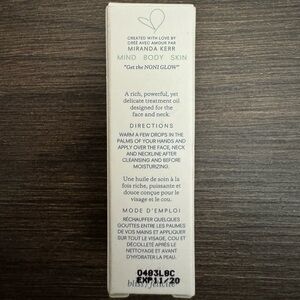 CREATED WITH LOVE BY
CRÉÉ AVEC AMOUR PAR
MIRANDA KERR
MIND BODY SKIN
"Get the NONI GLOW!"
A rich, powerful, yet
delicate treatment oil
designed for the
face and neck.
DIRECTIONS
WARM A FEW DROPS IN THE
PALMS OF YOUR HANDS AND
APPLY OVER THE FACE, NECK
AND NECKLINE AFTER
CLEANSING AND BEFORE
MOISTURIZING.
Une huile de soin à la
fois riche, puissante et
douce conçue pour le
visage et le cou.
MODE D'EMPLOI
RÉCHAUFFER QUELQUES
GOUTTES ENTRE LES PAUMES
DE VOS MAINS ET APPLIQUER
SUR TOUT LE VISAGE, COU ET
DÉCOLLETÉ APRÈS LE
NETTOYAGE ET AVANT
D'HYDRATER LA PEAU.
0403L8C
EXP11/20
bliss/félicité